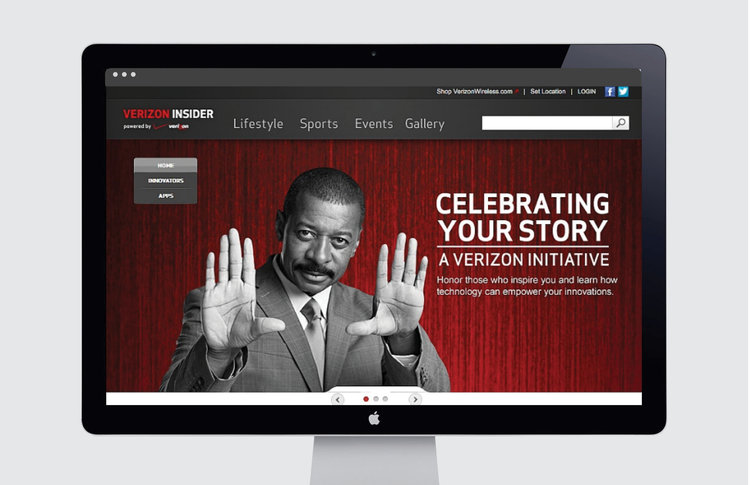 Shop VerizonWireless.com | Set Location | LOGIN
VERIZON INSIDER
powered by verizon
Lifestyle Sports Events Gallery
HOME
INNOVATORS
APPS
CELEBRATING
YOUR STORY
A VERIZON INITIATIVE
Honor those who inspire you and learn how
technology can empower your innovations.